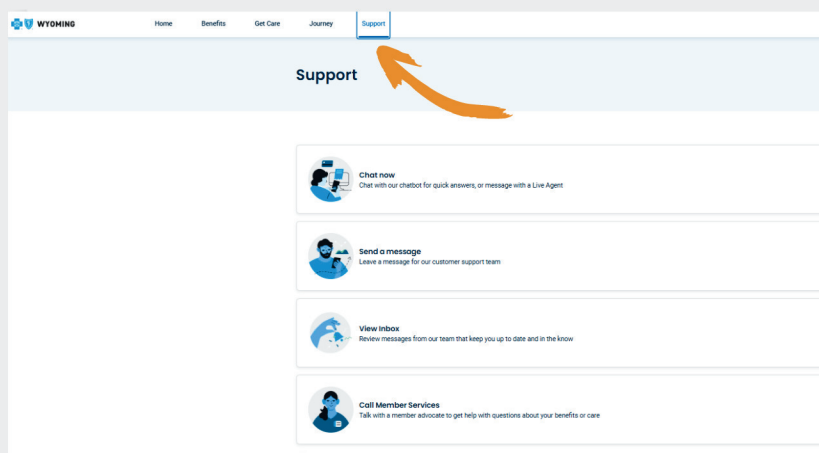 WYOMING Home Benefits Get Care Journey Support
Support
Chat now
Chat with our chatbot for quick answers, or message with a Live Agent
Send a message
Leave a message for our customer support team
View Inbox
Review messages from our team that keep you up to date and in the know
Call Member Services
Talk with a member advocate to get help with questions about your benefits or care